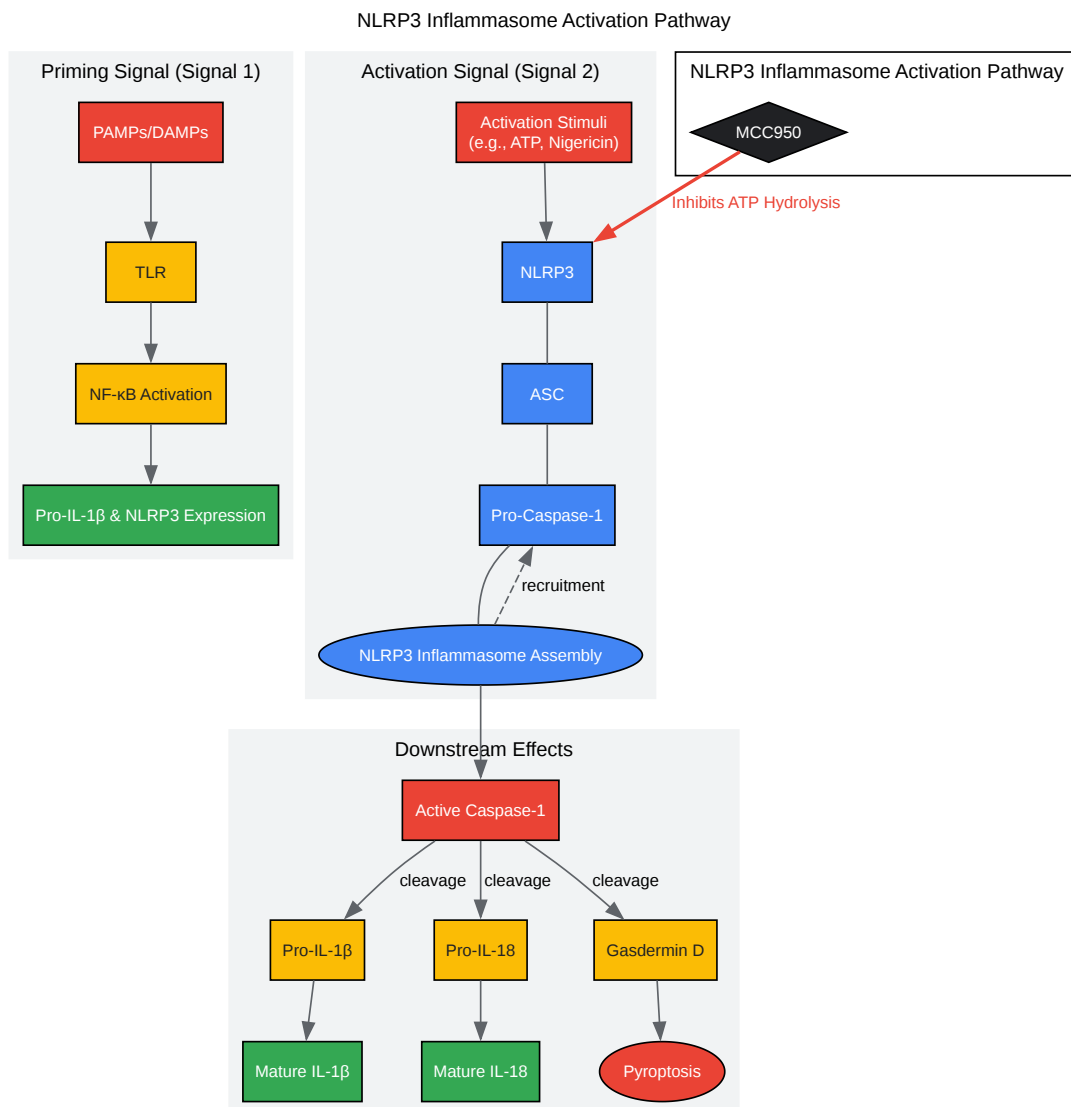 NLRP3 Inflammasome Activation Pathway
Priming Signal (Signal 1)
PAMPs/DAMPs
TLR
NF-κB Activation
Pro-IL-1β & NLRP3 Expression
Activation Signal (Signal 2)
Activation Stimuli
(e.g., ATP, Nigericin)
NLRP3
ASC
Pro-Caspase-1
recruitment
NLRP3 Inflammasome Assembly
NLRP3 Inflammasome Activation Pathway
MCC950
Inhibits ATP Hydrolysis
Downstream Effects
Active Caspase-1
cleavage
cleavage
cleavage
Pro-IL-1β
Pro-IL-18
Gasdermin D
Mature IL-1β
Mature IL-18
Pyroptosis